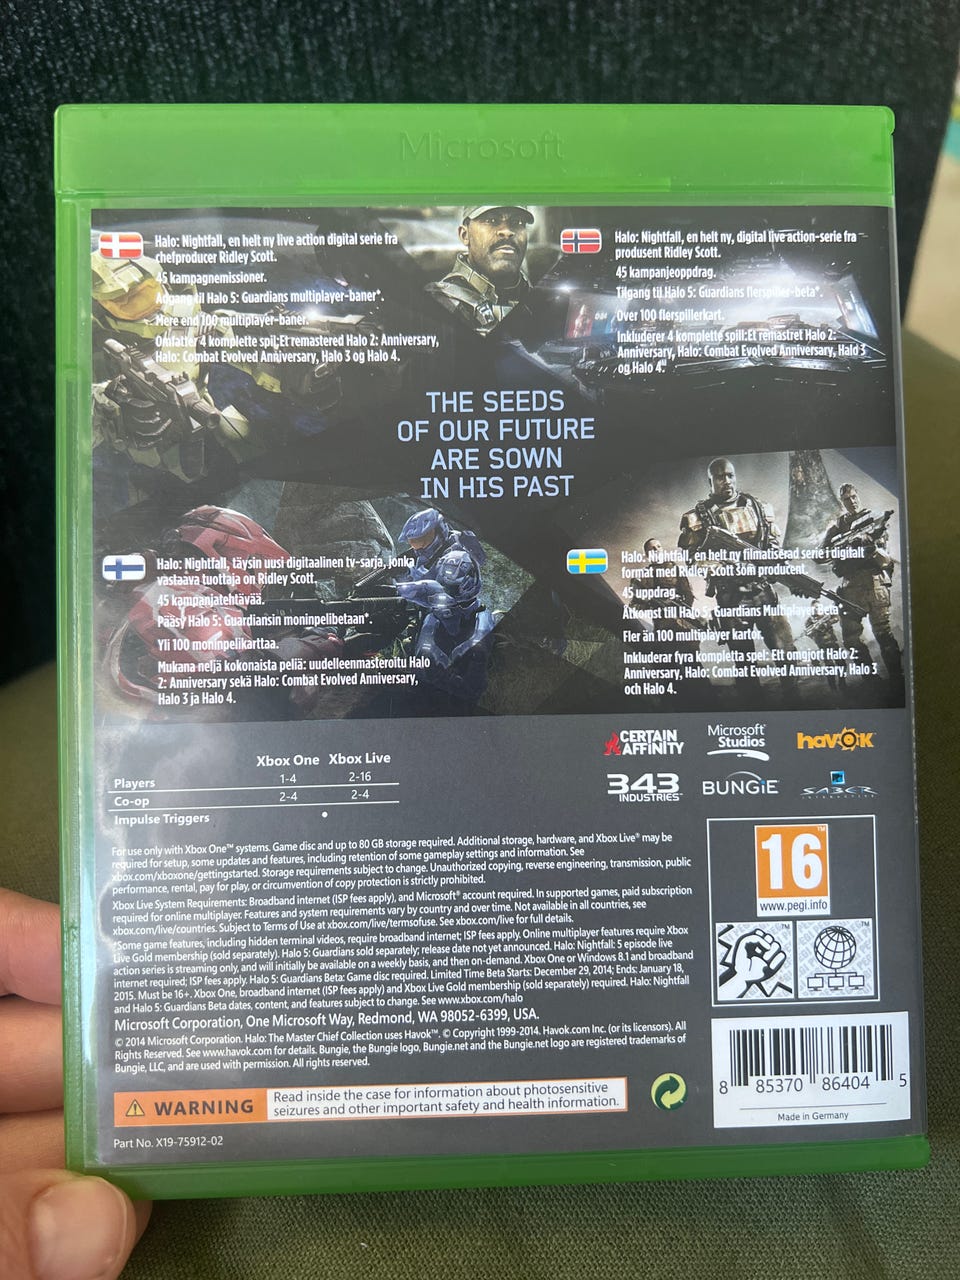 Microsoft
Halo: Nightfall, en helt ny live action digital serie fra
chefproducer Ridley Scott.
45 kampagnemissioner.
Adgang til Halo 5: Guardians multiplayer-baner*.
Mere end 100 multiplayer-baner.
Omfatter 4 komplette spil;Et remastered Halo 2: Anniversary,
Halo: Combat Evolved Anniversary, Halo 3 og Halo 4.
Halo: Nightfall, en helt ny, digital live action-serie fra
produsent Ridley Scott.
45 kampanjeoppdrag.
Tilgang til Halo 5: Guardians flerspiller-beta*.
Over 100 flerspillerkart.
Inkluderer 4 komplette spill:Et remastret Halo 2:
Anniversary, Halo: Combat Evolved Anniversary, Halo 3
og Halo 4.
THE SEEDS
OF OUR FUTURE
ARE SOWN
IN HIS PAST
Halo: Nightfall, täysin uusi digitaalinen tv-sarja, jonka
vastaava tuottaja on Ridley Scott.
45 kampanjatehtävää.
Pääsy Halo 5: Guardiansin moninpelibetaan*.
Yli 100 moninpelikarttaa.
Mukana neljä kokonaista peliä: uudelleenmasteroitu Halo
2: Anniversary sekä Halo: Combat Evolved Anniversary,
Halo 3 ja Halo 4.
Halo: Nightfall, en helt ny filmatiserad serie i digitalt
format med Ridley Scott som producent.
45 uppdrag.
Åtkomst till Halo 5: Guardians Multiplayer Beta*.
Fler än 100 multiplayer kartor.
Inkluderar fyra kompletta spel: Ett omgjort Halo 2:
Anniversary, Halo: Combat Evolved Anniversary, Halo 3
och Halo 4.
Xbox One Xbox Live
Players 1-4 2-16
Co-op 2-4 2-4
Impulse Triggers •
CERTAIN
AFFINITY
Microsoft
Studios
havok
343
INDUSTRIES
BUNGIE
SABER
INTERACTIVE
For use only with Xbox One™ systems. Game disc and up to 80 GB storage required. Additional storage, hardware, and Xbox Live® may be
required for setup, some updates and features, including retention of some gameplay settings and information. See
xbox.com/xboxone/gettingstarted. Storage requirements subject to change. Unauthorized copying, reverse engineering, transmission, public
performance, rental, pay for play, or circumvention of copy protection is strictly prohibited.
Xbox Live System Requirements: Broadband internet (ISP fees apply), and Microsoft® account required. In supported games, paid subscription
required for online multiplayer. Features and system requirements vary by country and over time. Not available in all countries, see
xbox.com/live/countries. Subject to Terms of Use at xbox.com/live/termsofuse. See xbox.com/live for full details.
*Some game features, including hidden terminal videos, require broadband internet; ISP fees apply. Online multiplayer features require Xbox
Live Gold membership (sold separately). Halo 5: Guardians sold separately; release date not yet announced. Halo: Nightfall: 5 episode live
action series is streaming only, and will initially be available on a weekly basis, and then on-demand. Xbox One or Windows 8.1 and broadband
internet required; ISP fees apply. Halo 5: Guardians Beta: Game disc required. Limited Time Beta Starts: December 29, 2014; Ends: January 18,
2015. Must be 16+. Xbox One, broadband internet (ISP fees apply) and Xbox Live Gold membership (sold separately) required. Halo: Nightfall
and Halo 5: Guardians Beta dates, content, and features subject to change. See www.xbox.com/halo
Microsoft Corporation, One Microsoft Way, Redmond, WA 98052-6399, USA.
© 2014 Microsoft Corporation. Halo: The Master Chief Collection uses Havok™. © Copyright 1999-2014. Havok.com Inc. (or its licensors). All
Rights Reserved. See www.havok.com for details. Bungie, the Bungie logo, Bungie.net and the Bungie.net logo are registered trademarks of
Bungie, LLC, and are used with permission. All rights reserved.
WARNING
Read inside the case for information about photosensitive
seizures and other important safety and health information.
Part No. X19-75912-02
16
www.pegi.info
8 85370 86404 5
Made in Germany